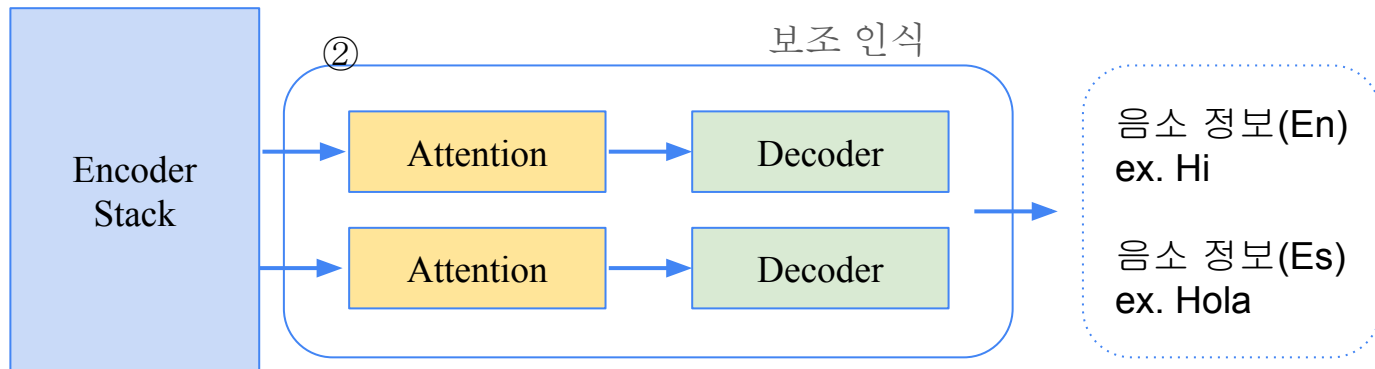 ②
보조 인식
Encoder
Stack
Attention
Decoder
Attention
Decoder
음소 정보(En)
ex. Hi
음소 정보(Es)
ex. Hola